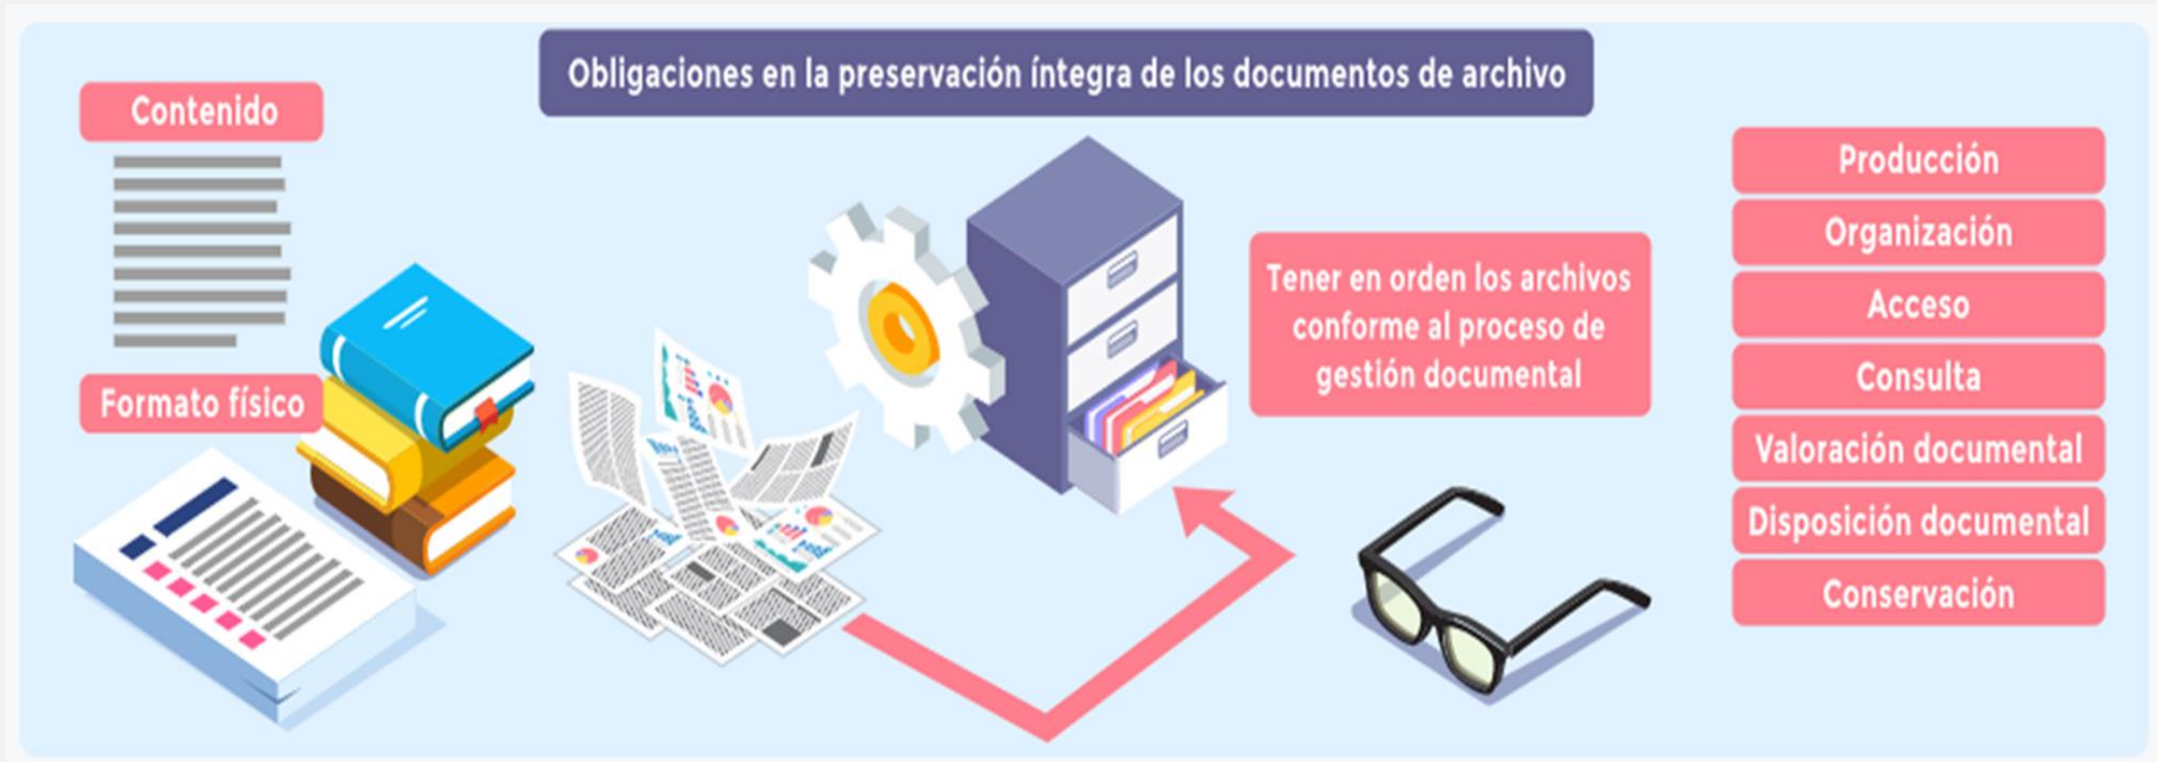 Obligaciones en la preservación íntegra de los documentos de archivo
Contenido
Formato físico
Tener en orden los archivos
conforme al proceso de
gestión documental
Producción
Organización
Acceso
Consulta
Valoración documental
Disposición documental
Conservación